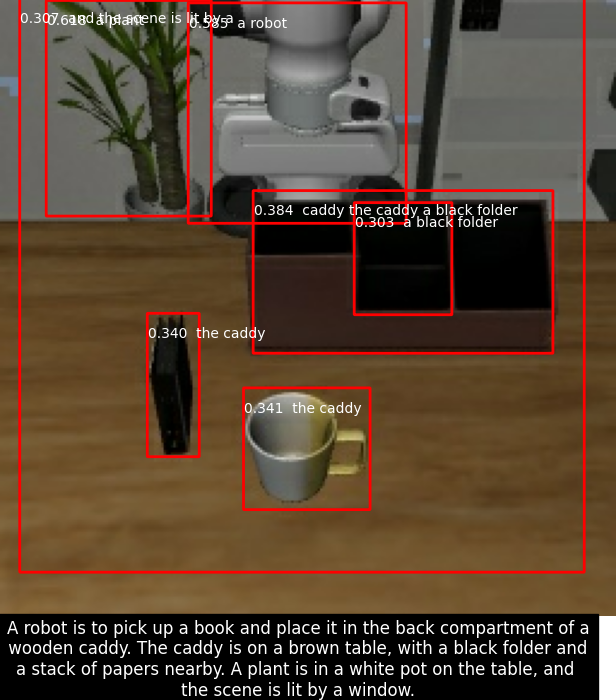 0.307 and the scene is lit by a
0.618 a plant
0.385 a robot
0.384 caddy the caddy a black folder
0.303 a black folder
0.340 the caddy
0.341 the caddy
A robot is to pick up a book and place it in the back compartment of a
wooden caddy. The caddy is on a brown table, with a black folder and
a stack of papers nearby. A plant is in a white pot on the table, and
the scene is lit by a window.